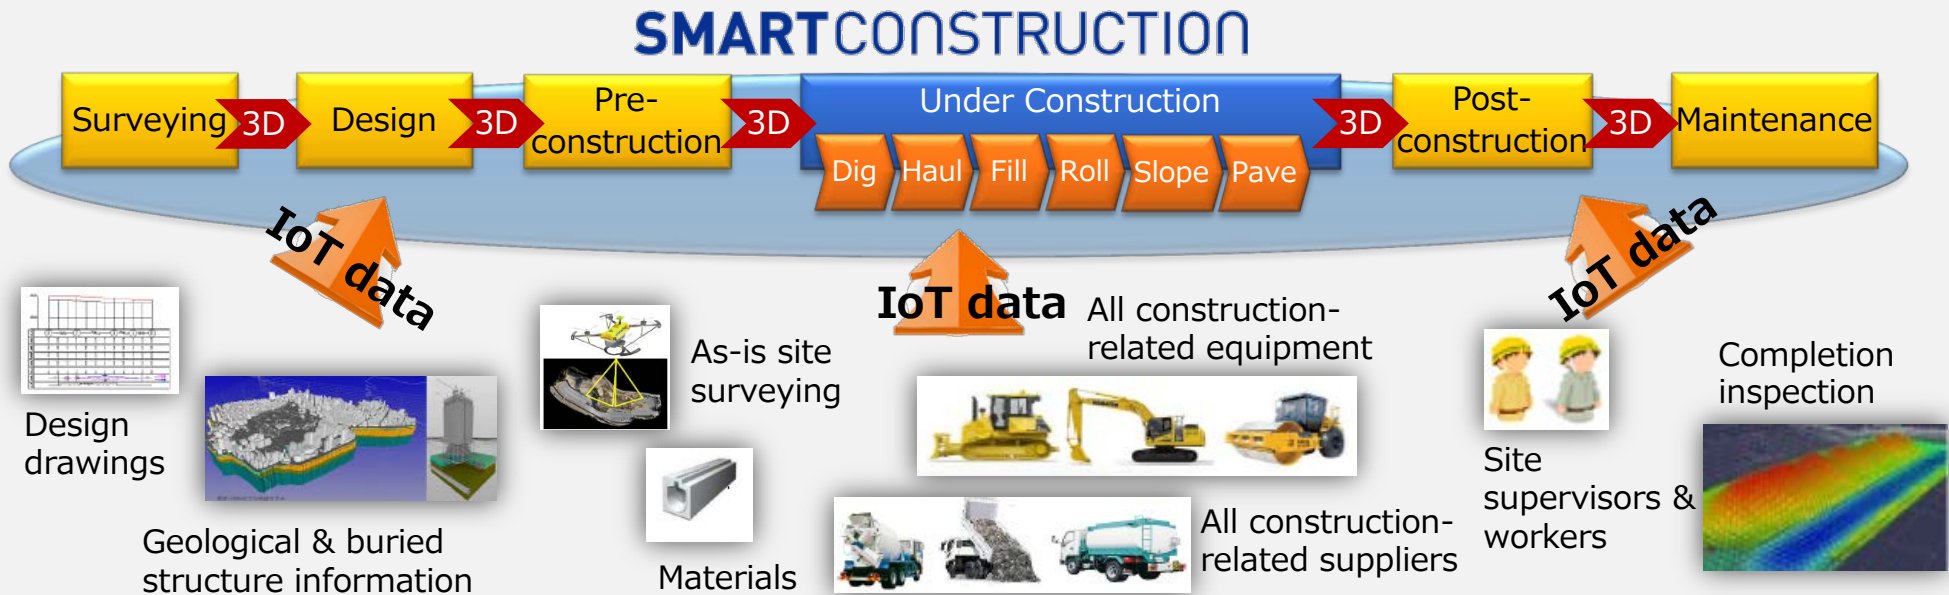 SMARTCONSTRUCTION
Surveying
3D
Design
3D
Pre-
construction
3D
Under Construction
Dig
Haul
Fill
Roll
Slope
Pave
3D
Post-
construction
3D
Maintenance
IoT data
IoT data
IoT data
Design
drawings
Geological & buried
structure information
As-is site
surveying
Materials
All construction-
related equipment
All construction-
related suppliers
Site
supervisors &
workers
Completion
inspection